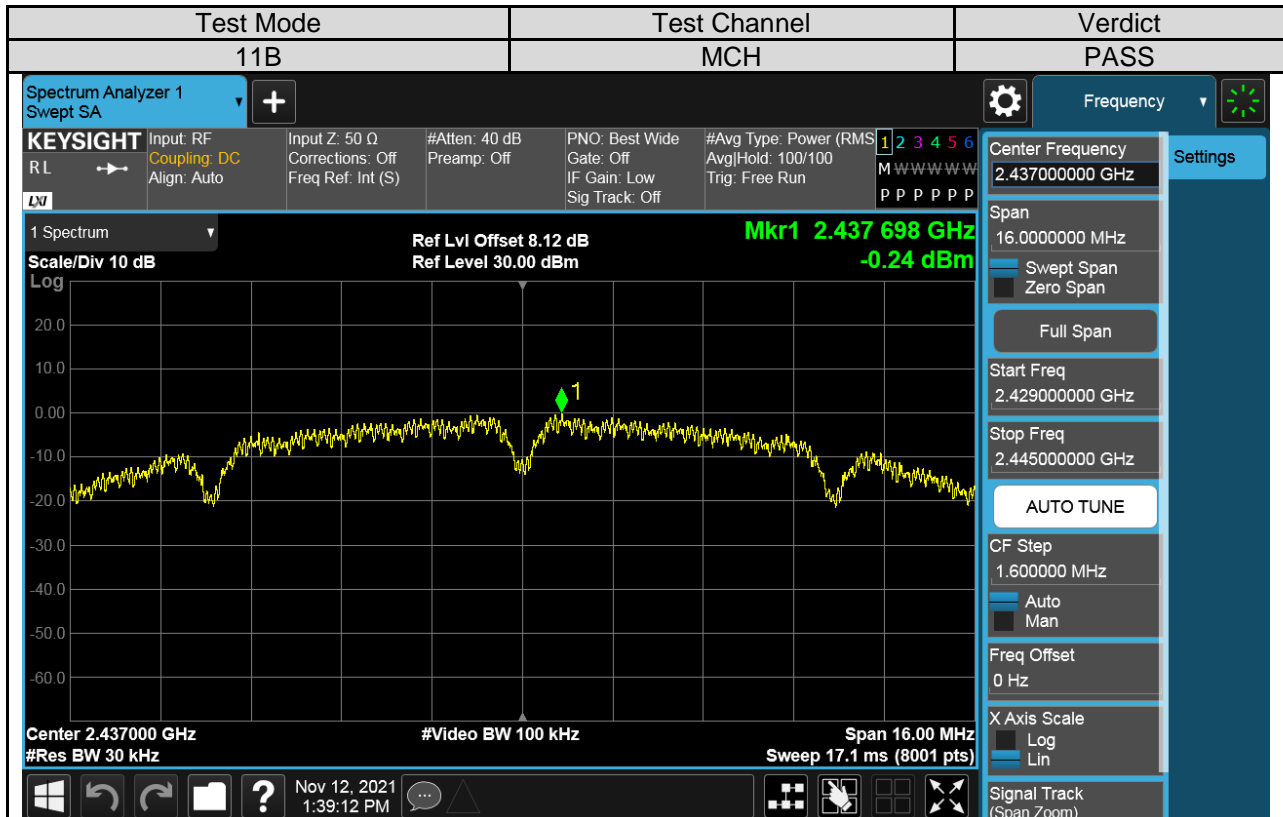 Test Mode Test Channel Verdict
11B MCH PASS
Spectrum Analyzer 1
Swept SA
Frequency
KEYSIGHT
RL
LXI
Input: RF
Coupling: DC
Align: Auto
Input Z: 50 Ω
Corrections: Off
Freq Ref: Int (S)
#Atten: 40 dB
Preamp: Off
PNO: Best Wide
Gate: Off
IF Gain: Low
Sig Track: Off
#Avg Type: Power (RMS
Avg|Hold: 100/100
Trig: Free Run
1 2 3 4 5 6
M W W W W W
P P P P P P
1 Spectrum
Scale/Div 10 dB
Log
Ref Lvl Offset 8.12 dB
Ref Level 30.00 dBm
Mkr1 2.437 698 GHz
-0.24 dBm
20.0
10.0
0.00
-10.0
-20.0
-30.0
-40.0
-50.0
-60.0
1
Center 2.437000 GHz
#Res BW 30 kHz
#Video BW 100 kHz
Span 16.00 MHz
Sweep 17.1 ms (8001 pts)
Center Frequency
2.437000000 GHz
Settings
Span
16.0000000 MHz
Swept Span
Zero Span
Full Span
Start Freq
2.429000000 GHz
Stop Freq
2.445000000 GHz
AUTO TUNE
CF Step
1.600000 MHz
Auto
Man
Freq Offset
0 Hz
X Axis Scale
Log
Lin
Signal Track
(Span Zoom)
?
Nov 12, 2021
1:39:12 PM